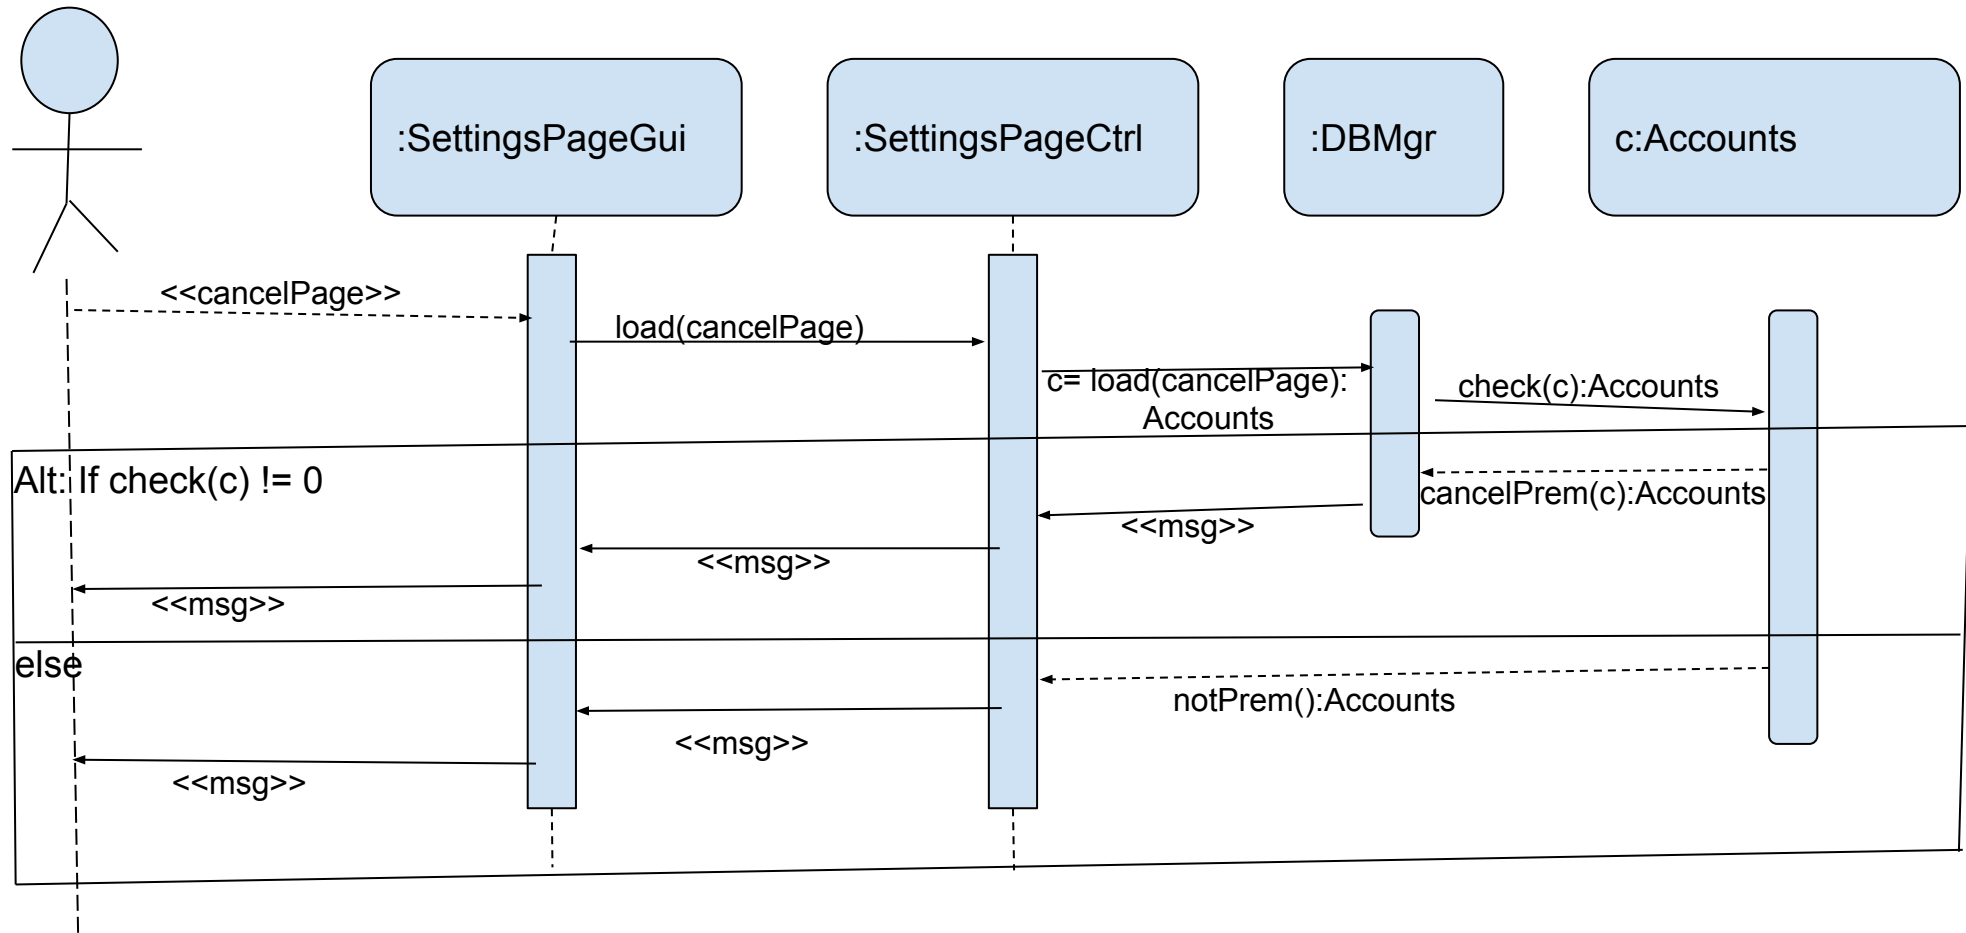 :SettingsPageGui
:SettingsPageCtrl
:DBMgr
c:Accounts
<<cancelPage>>
load(cancelPage)
c= load(cancelPage):
Accounts
check(c):Accounts
Alt: If check(c) != 0
cancelPrem(c):Accounts
<<msg>>
<<msg>>
<<msg>>
else
notPrem():Accounts
<<msg>>
<<msg>>